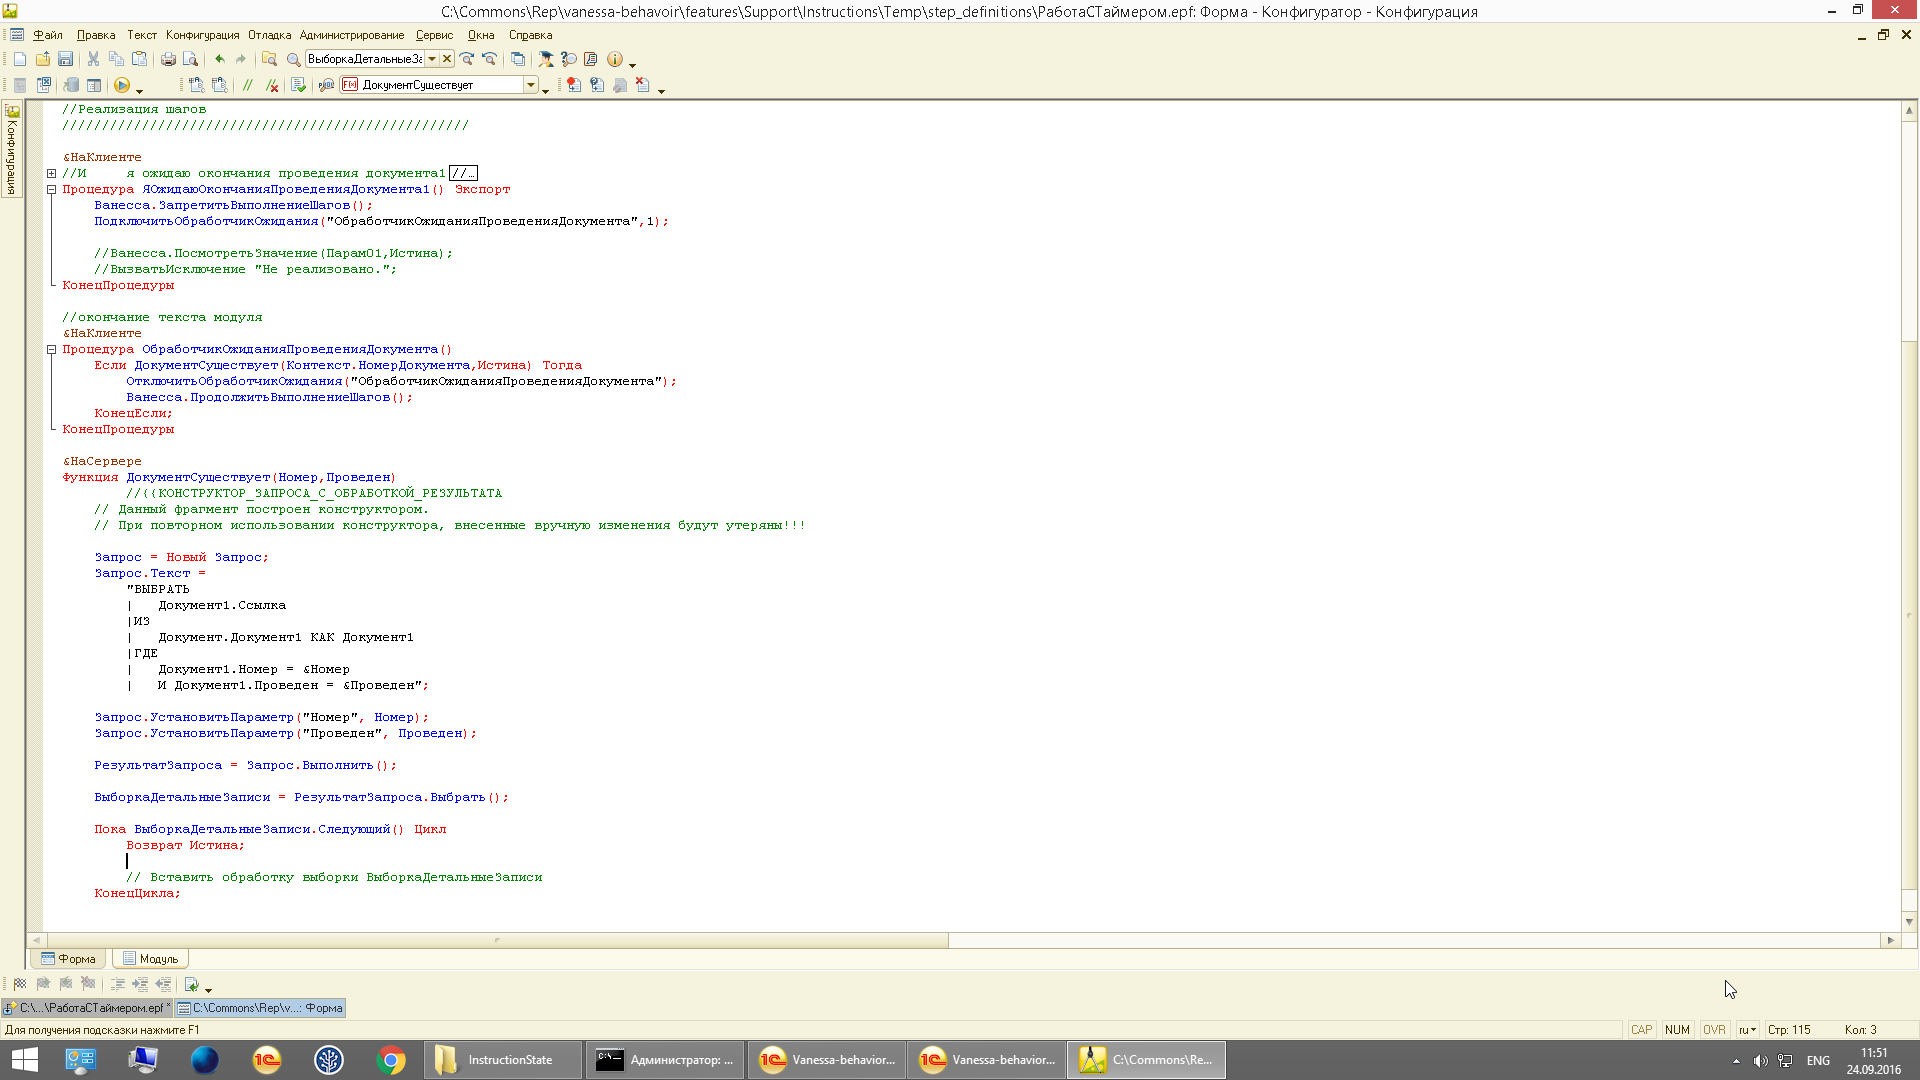 C:\Commons\Rep\vanessa-behavoir\features\Support\Instructions\Temp\step_definitions\РаботаСТаймером.epf: Форма - Конфигуратор - Конфигурация
Файл Правка Текст Конфигурация Отладка Администрирование Сервис Окна Справка
ВыборкаДетальныеЗа
ДокументСуществует
Конфигурация
//Реализация шагов
///////////////////////////////////////////////////
&НаКлиенте
//И     я ожидаю окончания проведения документа1 //…
Процедура ЯОжидаюОкончанияПроведенияДокумента1() Экспорт
Ванесса.ЗапретитьВыполнениеШагов();
ПодключитьОбработчикОжидания("ОбработчикОжиданияПроведенияДокумента",1);
//Ванесса.ПосмотретьЗначение(Парам01,Истина);
//ВызватьИсключение "Не реализовано.";
КонецПроцедуры
//окончание текста модуля
&НаКлиенте
Процедура ОбработчикОжиданияПроведенияДокумента()
Если ДокументСуществует(Контекст.НомерДокумента,Истина) Тогда
ОтключитьОбработчикОжидания("ОбработчикОжиданияПроведенияДокумента");
Ванесса.ПродолжитьВыполнениеШагов();
КонецЕсли;
КонецПроцедуры
&НаСервере
Функция ДокументСуществует(Номер,Проведен)
//{{КОНСТРУКТОР_ЗАПРОСА_С_ОБРАБОТКОЙ_РЕЗУЛЬТАТА
// Данный фрагмент построен конструктором.
// При повторном использовании конструктора, внесенные вручную изменения будут утеряны!!!
Запрос = Новый Запрос;
Запрос.Текст =
"ВЫБРАТЬ
|   Документ1.Ссылка
|ИЗ
|   Документ.Документ1 КАК Документ1
|ГДЕ
|   Документ1.Номер = &Номер
|   И Документ1.Проведен = &Проведен";
Запрос.УстановитьПараметр("Номер", Номер);
Запрос.УстановитьПараметр("Проведен", Проведен);
РезультатЗапроса = Запрос.Выполнить();
ВыборкаДетальныеЗаписи = РезультатЗапроса.Выбрать();
Пока ВыборкаДетальныеЗаписи.Следующий() Цикл
Возврат Истина;
// Вставить обработку выборки ВыборкаДетальныеЗаписи
КонецЦикла;
Форма Модуль
C:\...\РаботаСТаймером.epf * C:\Commons\Rep\v...: Форма
Для получения подсказки нажмите F1 CAP NUM OVR ru Стр: 115 Кол: 3
InstructionState Администратор: ... Vanessa-behavior... Vanessa-behavior... C:\Commons\Re... ENG 11:51
24.09.2016